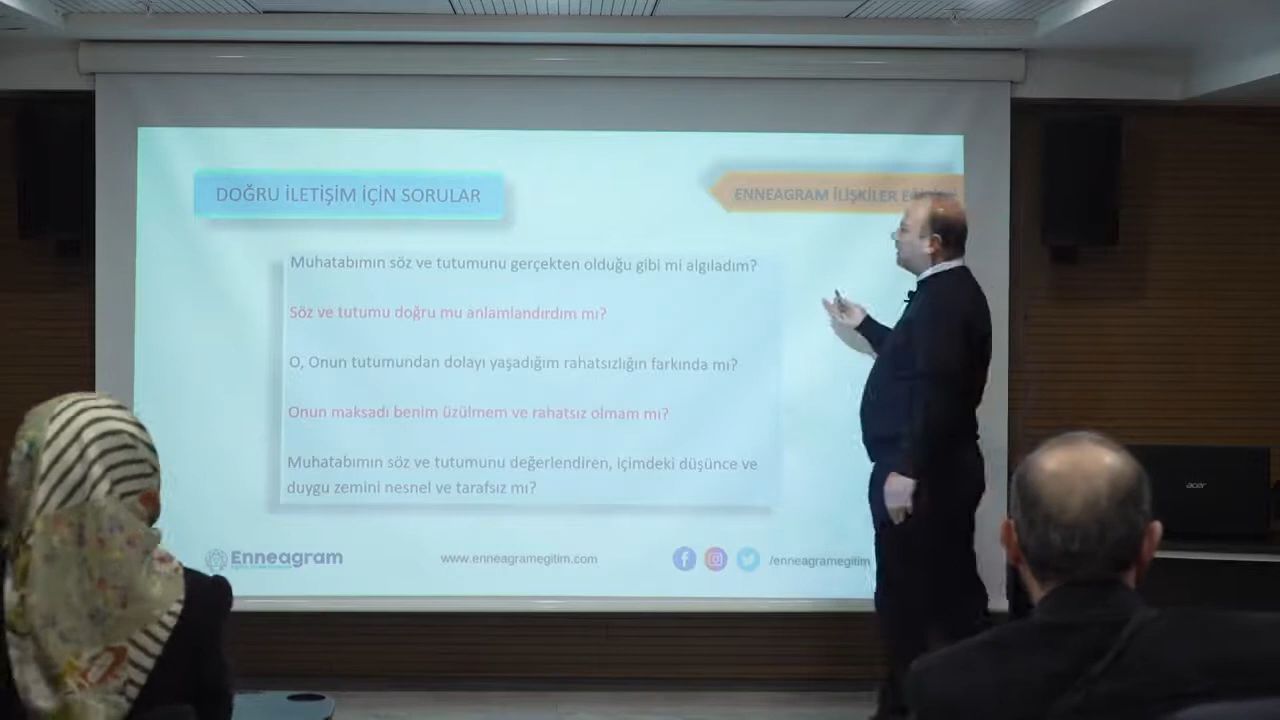 DOĞRU İLETİŞİM İÇİN SORULAR
ENNEAGRAM İLİŞKİLER
Muhatabımın söz ve tutumunu gerçekten olduğu gibi mi algıladım?
Söz ve tutumu doğru mu anlamlandırdım mı?
O, Onun tutumundan dolayı yaşadığım rahatsızlığın farkında mı?
Onun maksadı benim üzülmem ve rahatsız olmam mı?
Muhatabımın söz ve tutumunu değerlendiren, içimdeki düşünce ve
duygu zemini nesnel ve tarafsız mı?
Enneagram
www.enneagramegitim.com
/enneagramegitim
acer